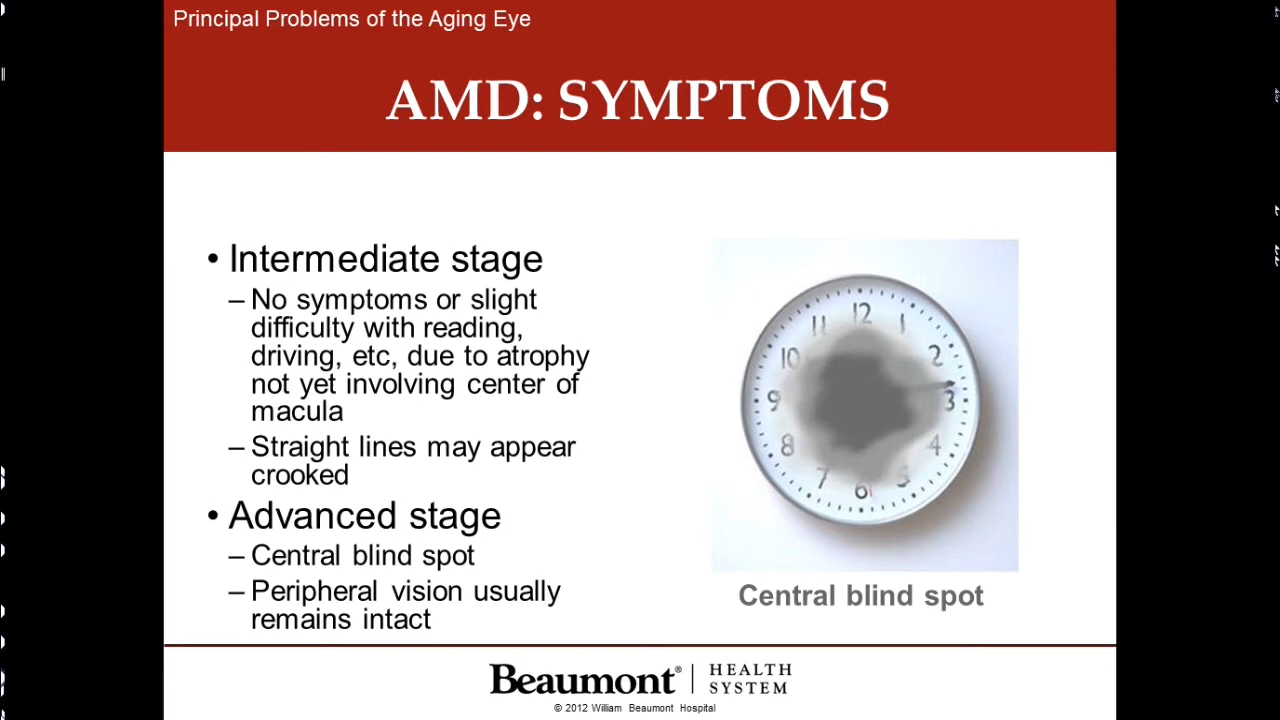 Principal Problems of the Aging Eye
AMD: SYMPTOMS
• Intermediate stage
– No symptoms or slight
difficulty with reading,
driving, etc, due to atrophy
not yet involving center of
macula
– Straight lines may appear
crooked
• Advanced stage
– Central blind spot
– Peripheral vision usually
remains intact
12
11 1
10 2
9 3
8 4
7 5
6
Central blind spot
Beaumont® | HEALTH
SYSTEM
© 2012 William Beaumont Hospital